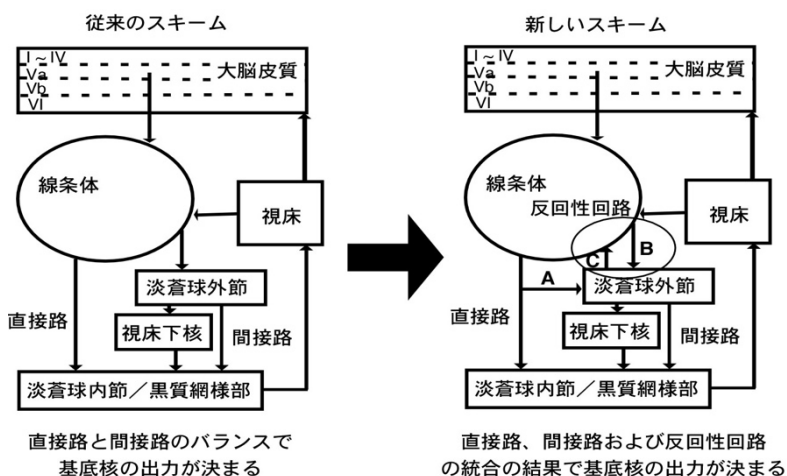 従来のスキーム
I ~ IV
Va
Vb
VI
大脳皮質
線条体
視床
淡蒼球外節
直接路
視床下核
間接路
淡蒼球内節／黒質網様部
直接路と間接路のバランスで
基底核の出力が決まる
新しいスキーム
I ~ IV
Va
Vb
VI
大脳皮質
線条体
反回性回路
視床
B
C
A
淡蒼球外節
直接路
視床下核
間接路
淡蒼球内節／黒質網様部
直接路、間接路および反回性回路
の統合の結果で基底核の出力が決まる